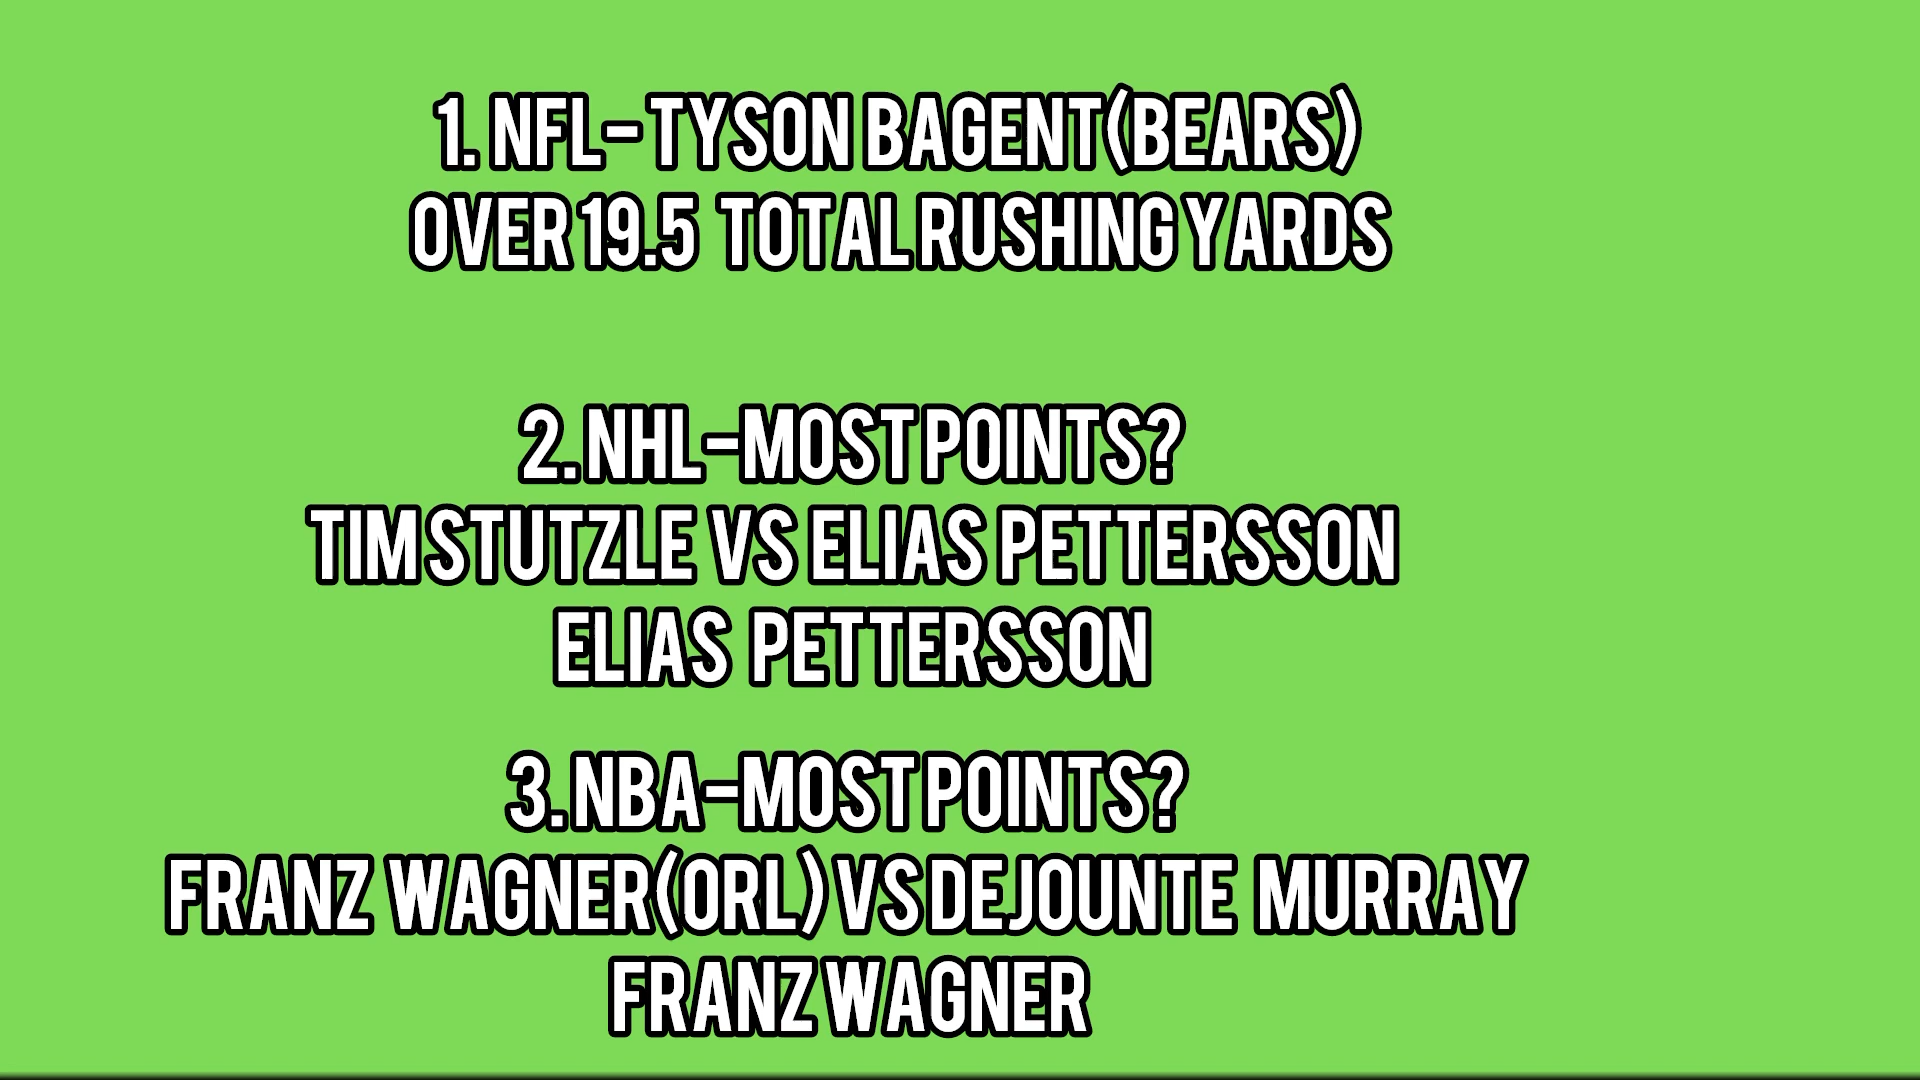 1. NFL- TYSON BAGENT(BEARS)
OVER 19.5 TOTAL RUSHING YARDS
2. NHL-MOST POINTS?
TIM STUTZLE VS ELIAS PETTERSSON
ELIAS PETTERSSON
3. NBA-MOST POINTS?
FRANZ WAGNER(ORL) VS DEJOUNTE MURRAY
FRANZ WAGNER